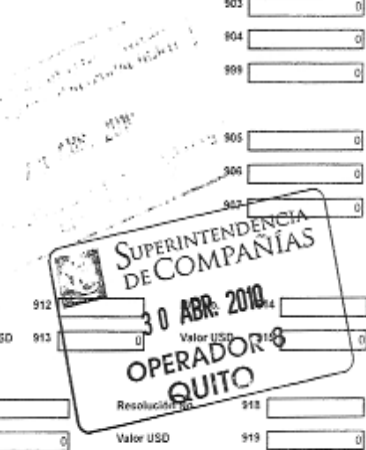 903 0
904 0
999 0
905 0
906 0
907 0
SUPERINTENDENCIA
DE COMPAÑÍAS
912
30 ABR. 2010
913 0 Valor USD 915 0
OPERADOR 8
QUITO
Resolución No. 918
0 Valor USD 919 0